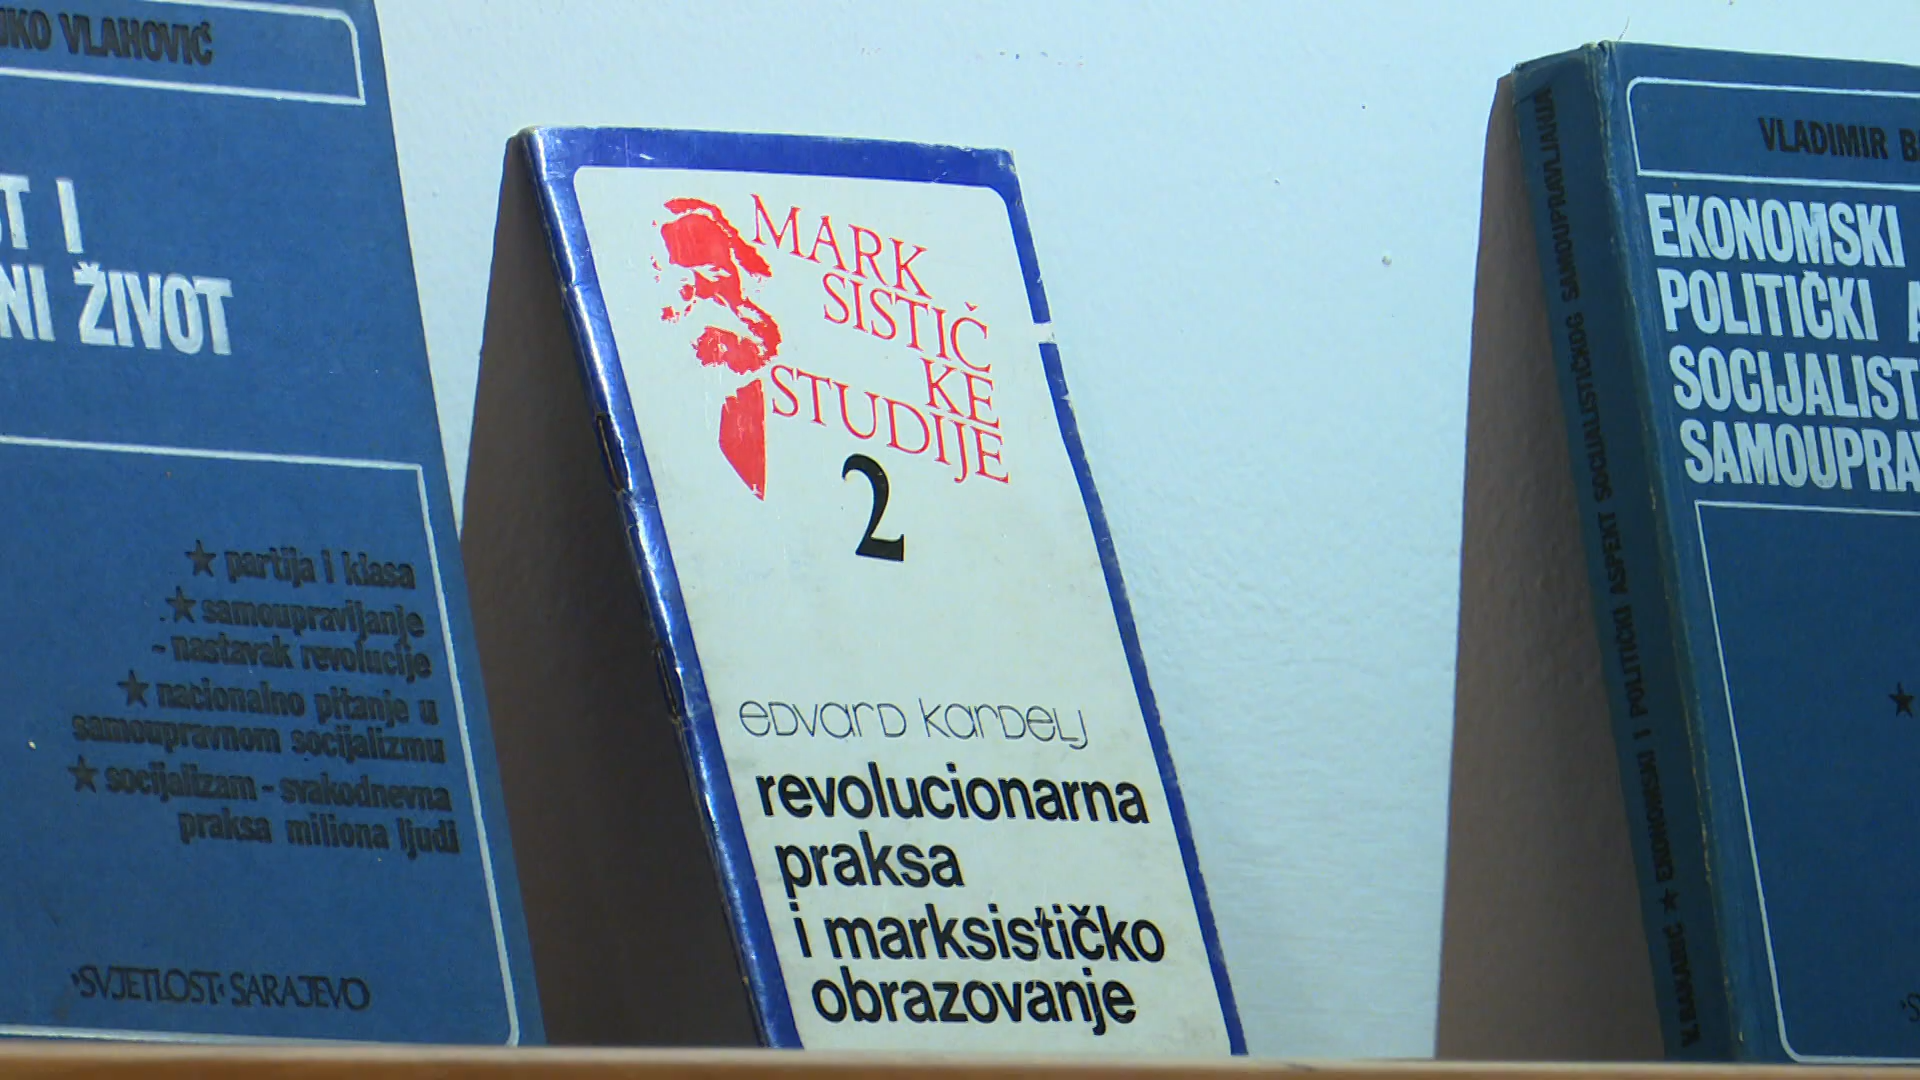 VLAHOVIĆ
T I
NI ŽIVOT
★ partija i klasa
★ samoupravljanje
- nastavak revolucije
★ nacionalno pitanje u
samoupravnom socijalizmu
★ socijalizam - svakodnevna
praksa miliona ljudi
»SVJETLOST« SARAJEVO
MARK
SISTIČ
KE
STUDIJE
2
EDVARD KARDELJ
revolucionarna
praksa
i marksističko
obrazovanje
V. BAKARIĆ ★ EKONOMSKI I POLITIČKI ASPEKT SOCIJALISTIČKOG SAMOUPRAVLJANJA
VLADIMIR B
EKONOMSKI
POLITIČKI A
SOCIJALIST
SAMOUPRA
★